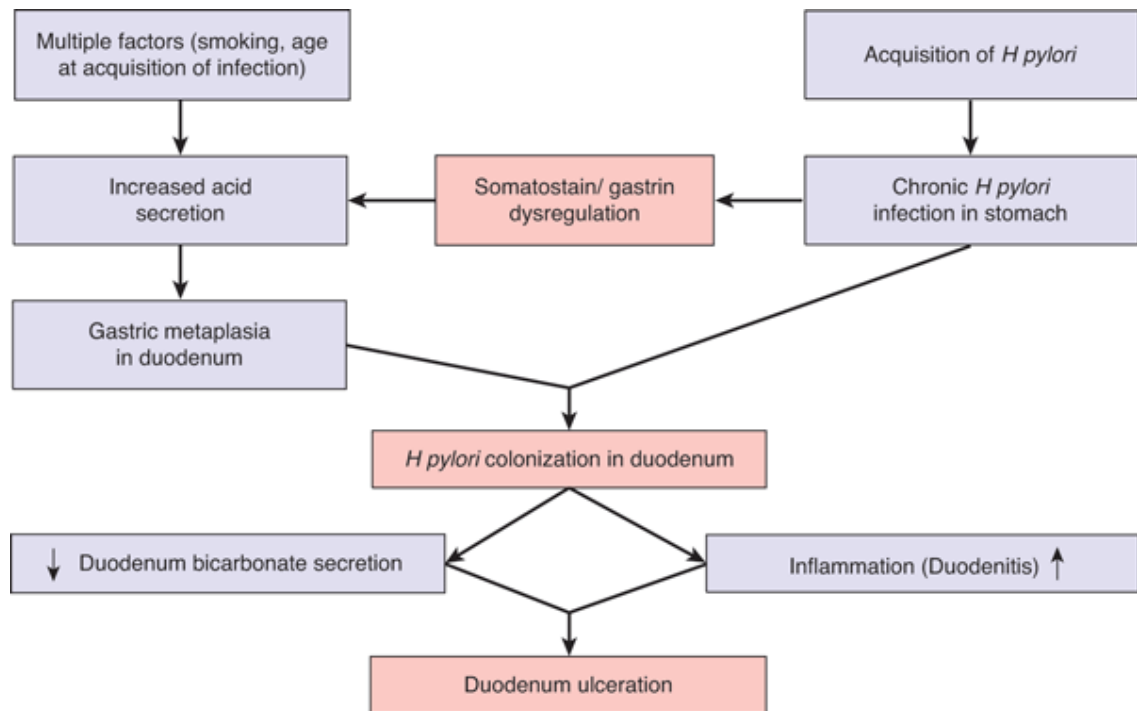 Multiple factors (smoking, age
at acquisition of infection)
Acquisition of H pylori
Increased acid
secretion
Somatostain/ gastrin
dysregulation
Chronic H pylori
infection in stomach
Gastric metaplasia
in duodenum
H pylori colonization in duodenum
↓ Duodenum bicarbonate secretion
Inflammation (Duodenitis) ↑
Duodenum ulceration